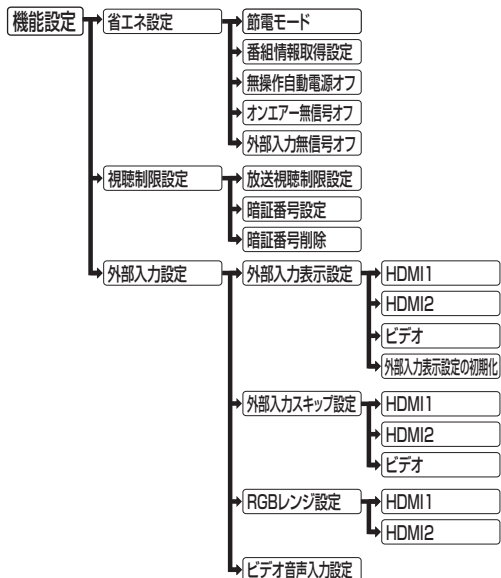 機能設定
省エネ設定
節電モード
番組情報取得設定
無操作自動電源オフ
オンエアー無信号オフ
外部入力無信号オフ
視聴制限設定
放送視聴制限設定
暗証番号設定
暗証番号削除
外部入力設定
外部入力表示設定
HDMI1
HDMI2
ビデオ
外部入力表示設定の初期化
外部入力スキップ設定
HDMI1
HDMI2
ビデオ
RGBレンジ設定
HDMI1
HDMI2
ビデオ音声入力設定